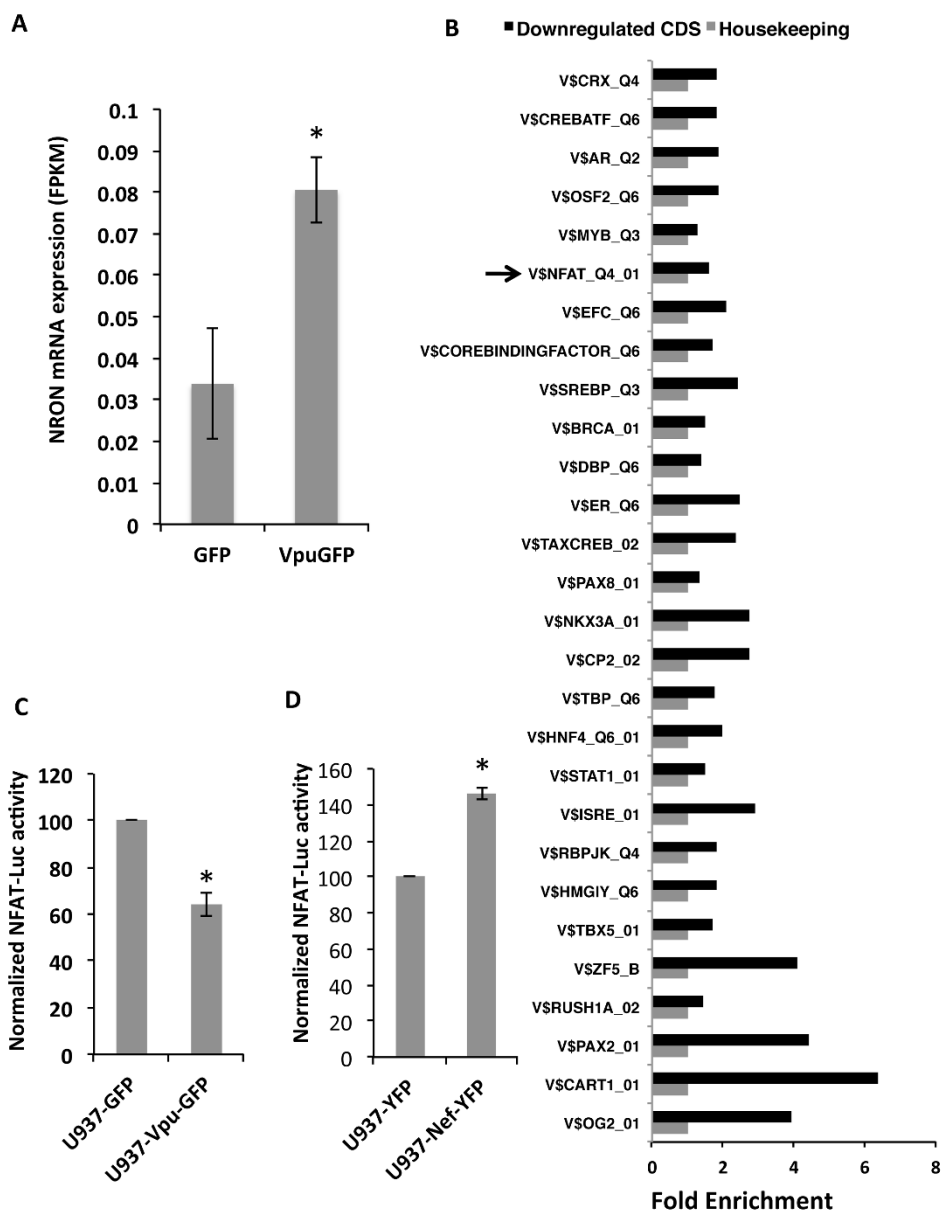 A
NRON mRNA expression (FPKM)
0.1
0.09
0.08
0.07
0.06
0.05
0.04
0.03
0.02
0.01
0
*
GFP
VpuGFP
B
Downregulated CDS
Housekeeping
V$CRX_Q4
V$CREBATF_Q6
V$AR_Q2
V$OSF2_Q6
V$MYB_Q3
V$NFAT_Q4_01
V$EFC_Q6
V$COREBINDINGFACTOR_Q6
V$SREBP_Q3
V$BRCA_01
V$DBP_Q6
V$ER_Q6
V$TAXCREB_02
V$PAX8_01
V$NKX3A_01
V$CP2_02
V$TBP_Q6
V$HNF4_Q6_01
V$STAT1_01
V$ISRE_01
V$RBPJK_Q4
V$HMGIY_Q6
V$TBX5_01
V$ZF5_B
V$RUSH1A_02
V$PAX2_01
V$CART1_01
V$OG2_01
0
2
4
6
8
Fold Enrichment
C
Normalized NFAT-Luc activity
120
100
80
60
40
20
0
*
U937-GFP
U937-Vpu-GFP
D
Normalized NFAT-Luc activity
160
140
120
100
80
60
40
20
0
*
U937-YFP
U937-Nef-YFP